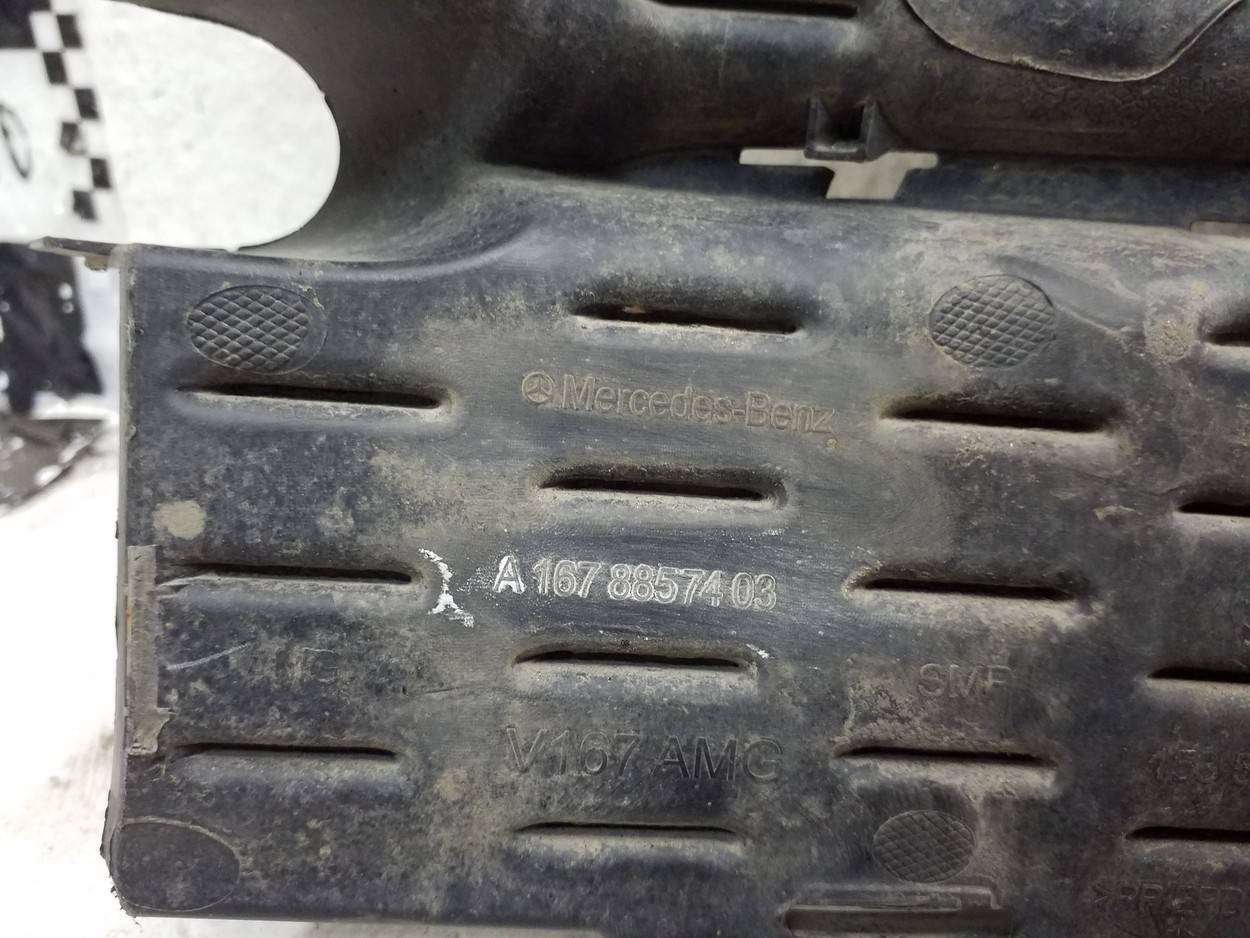 Mercedes-Benz
A 167 885 74 03
SMP
V167 AMG